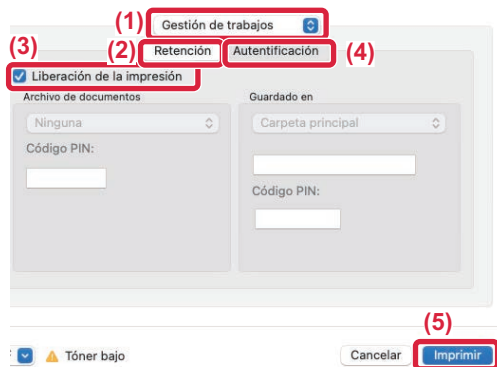 (1) Gestión de trabajos
(3) (2) Retención Autentificación (4)
Liberación de la impresión
Archivo de documentos Guardado en
Ninguna Carpeta principal
Código PIN:
Código PIN:
(5)
Tóner bajo Cancelar Imprimir